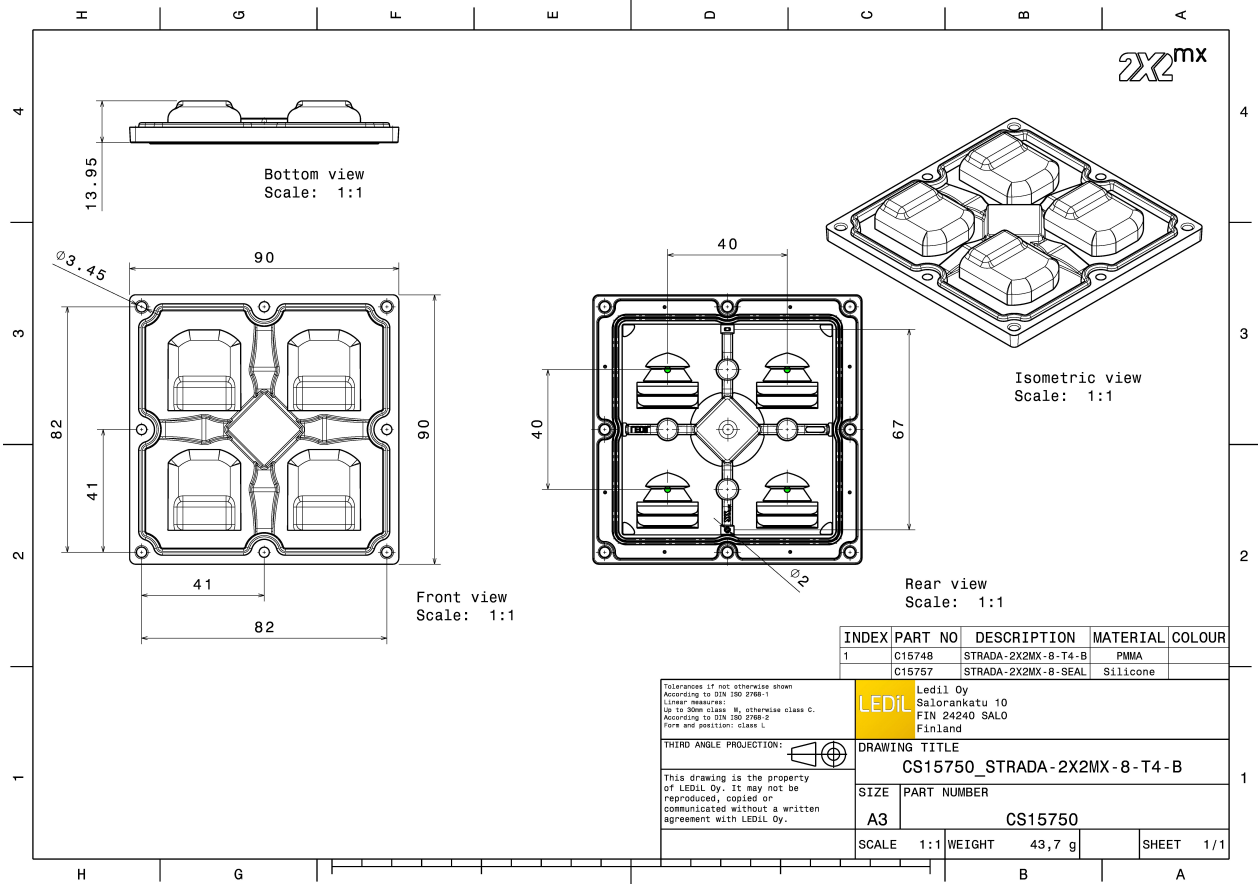 H G F E D C B A
4
4
2X2mx
13.95
Bottom view
Scale: 1:1
Ø3.45
90
40
3
3
82
41
90
40
67
Isometric view
Scale: 1:1
2
2
41
82
Front view
Scale: 1:1
Ø2
Rear view
Scale: 1:1
INDEX PART NO DESCRIPTION MATERIAL COLOUR
1 C15748 STRADA-2X2MX-8-T4-B PMMA
C15757 STRADA-2X2MX-8-SEAL Silicone
Tolerances if not otherwise shown
According to DIN ISO 2768-1
Linear measures:
Up to 30mm class M, otherwise class C.
According to DIN ISO 2768-2
Form and position: class L
LEDiL
Ledil Oy
Salorankatu 10
FIN 24240 SALO
Finland
THIRD ANGLE PROJECTION:
DRAWING TITLE
CS15750_STRADA-2X2MX-8-T4-B
This drawing is the property
of LEDiL Oy. It may not be
reproduced, copied or
communicated without a written
agreement with LEDiL Oy.
SIZE PART NUMBER
A3 CS15750
SCALE 1:1 WEIGHT 43,7 g SHEET 1/1
1
1
H G B A